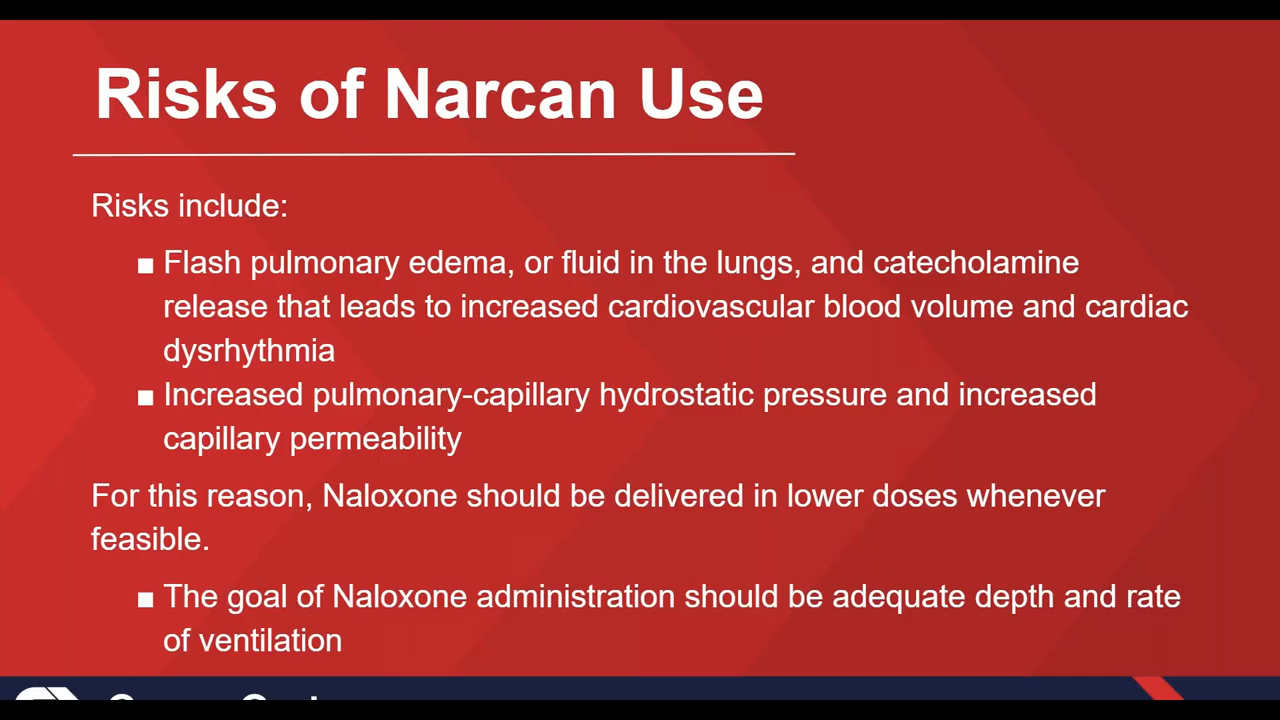 Risks of Narcan Use
Risks include:
■ Flash pulmonary edema, or fluid in the lungs, and catecholamine
release that leads to increased cardiovascular blood volume and cardiac
dysrhythmia
■ Increased pulmonary-capillary hydrostatic pressure and increased
capillary permeability
For this reason, Naloxone should be delivered in lower doses whenever
feasible.
■ The goal of Naloxone administration should be adequate depth and rate
of ventilation